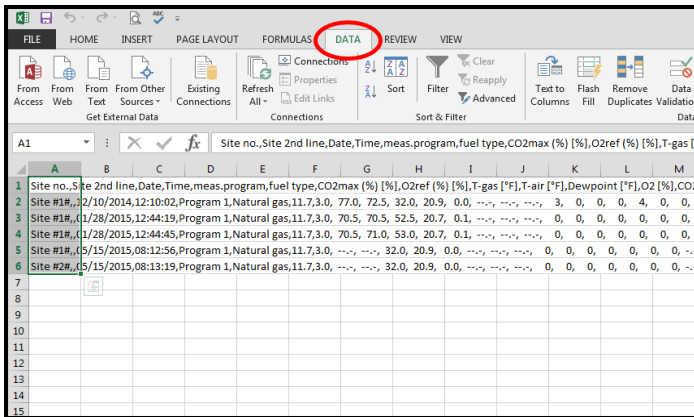 ABC
FILE HOME INSERT PAGE LAYOUT FORMULAS DATA REVIEW VIEW
From Access From Web From Text From Other Sources Existing Connections Refresh All Connections Properties Edit Links Sort Filter Clear Reapply Advanced Text to Columns Flash Fill Remove Duplicates Data
Get External Data Connections Sort & Filter
A1 fx Site no.,Site 2nd line,Date,Time,meas.program,fuel type,CO2max (%) [%],O2ref (%) [%],T-gas [
A B C D E F G H I J K L M
1 Site no.,Site 2nd line,Date,Time,meas.program,fuel type,CO2max (%) [%],O2ref (%) [%],T-gas [°F],T-air [°F],Dewpoint [°F],O2 [%],CO2
2 Site #1#,,12/10/2014,12:10:02,Program 1,Natural gas,11.7,3.0, 77.0, 72.5, 32.0, 20.9, 0.0, --.-, --.-, 3, 0, 0, 0, 4, 0, 0,
3 Site #1#,,01/28/2015,12:44:19,Program 1,Natural gas,11.7,3.0, 70.5, 70.5, 52.5, 20.7, 0.1, --.-, --.-, 0, 0, 0, 0, 0, 0, 0,
4 Site #1#,,01/28/2015,12:44:45,Program 1,Natural gas,11.7,3.0, 70.5, 71.0, 53.0, 20.7, 0.1, --.-, --.-, 0, 0, 0, 0, 0, 0, 0,
5 Site #1#,,05/15/2015,08:12:56,Program 1,Natural gas,11.7,3.0, --.-, --.-, 32.0, 20.9, 0.0, --.-, --.-, 0, 0, 0, 0, 0, 0, 0, -.
6 Site #2#,,05/15/2015,08:13:19,Program 1,Natural gas,11.7,3.0, --.-, --.-, 32.0, 20.9, 0.0, --.-, --.-, 0, 0, 0, 0, 0, 0, 0, -.
7
8
9
10
11
12
13
14
15